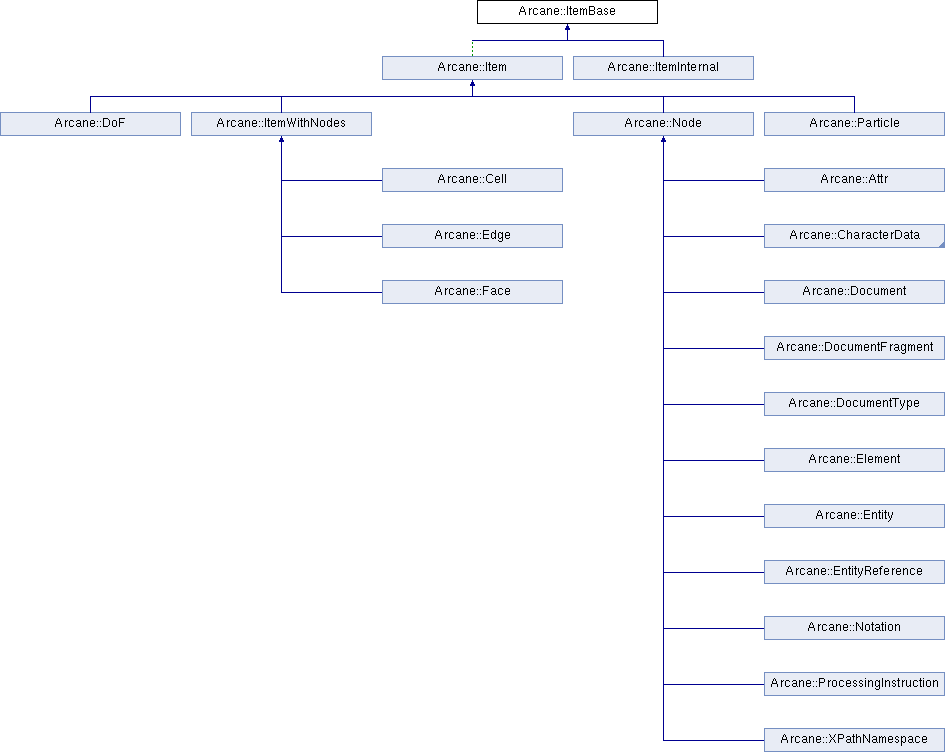 Arcane::ItemBase
Arcane::Item
Arcane::ItemInternal
Arcane::DoF
Arcane::ItemWithNodes
Arcane::Node
Arcane::Particle
Arcane::Cell
Arcane::Attr
Arcane::Edge
Arcane::CharacterData
Arcane::Face
Arcane::Document
Arcane::DocumentFragment
Arcane::DocumentType
Arcane::Element
Arcane::Entity
Arcane::EntityReference
Arcane::Notation
Arcane::ProcessingInstruction
Arcane::XPathNamespace